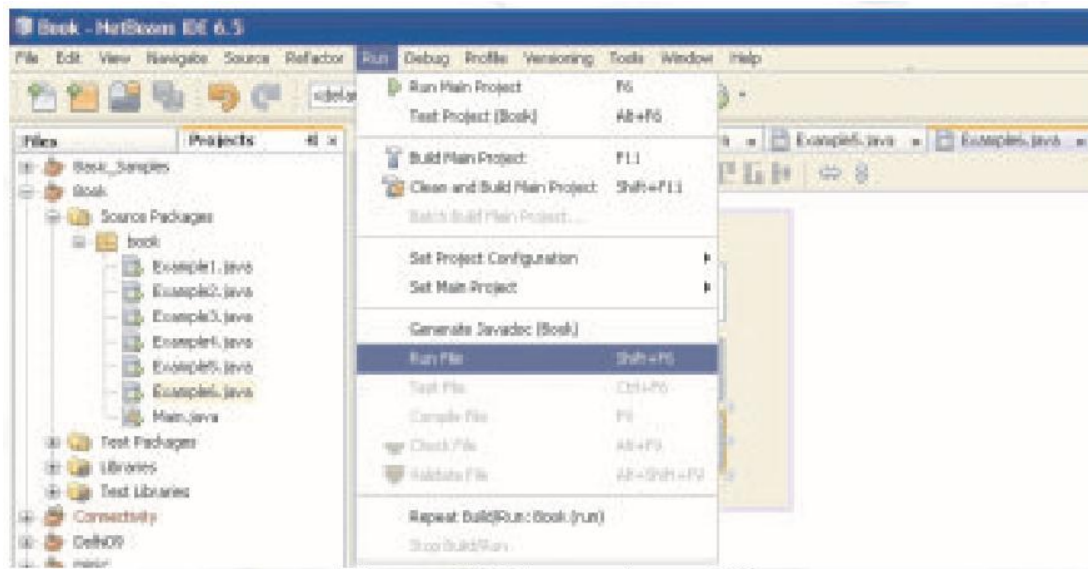 Book - NetBeans IDE 6.5
File Edit View Navigate Source Refactor Run Debug Profile Versioning Tools Window Help
Run Main Project F6
Test Project (Book) Alt+F6
Build Main Project F11
Clean and Build Main Project Shift+F11
Batch Build Main Project...
Set Project Configuration
Set Main Project
Generate Javadoc (Book)
Run File Shift+F6
Test File Ctrl+F6
Compile File F9
Check File Alt+F9
Validate File Alt+Shift+F9
Repeat Build/Run: Book (run)
Stop Build/Run
Files Projects
Book
Source Packages
book
Example1.java
Example2.java
Example3.java
Example4.java
Example5.java
Example6.java
Main.java
Test Packages
Libraries
Test Libraries
Connectivity
Delhi09
Example5.java
Example6.java